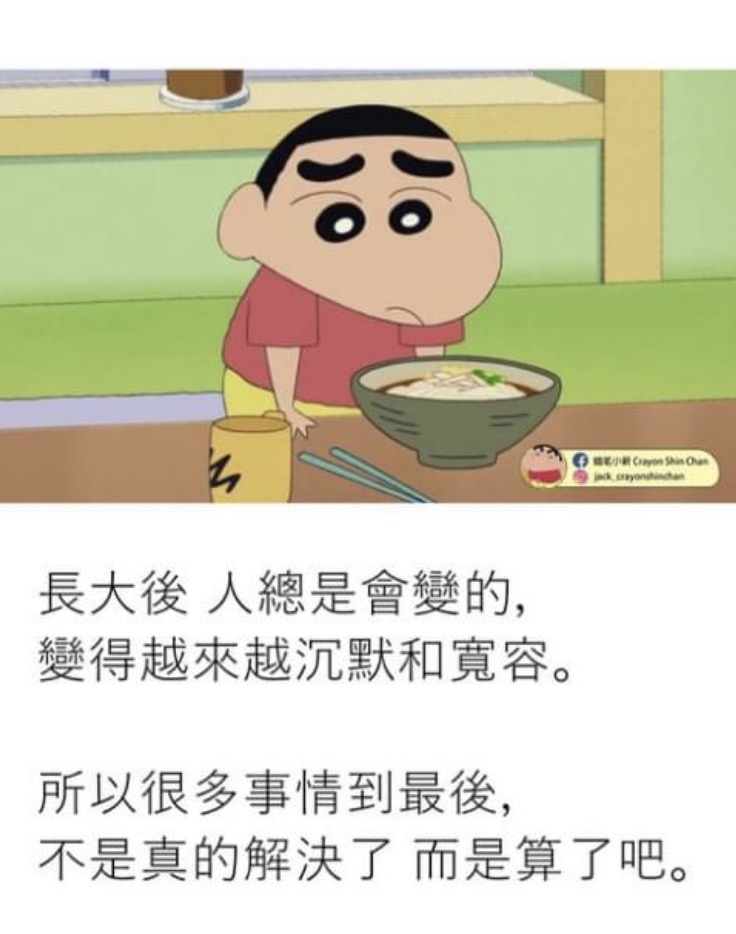 蠟筆小新 Crayon Shin Chan
jack_crayonshinchan
長大後 人總是會變的,
變得越來越沉默和寬容。
所以很多事情到最後,
不是真的解決了 而是算了吧。